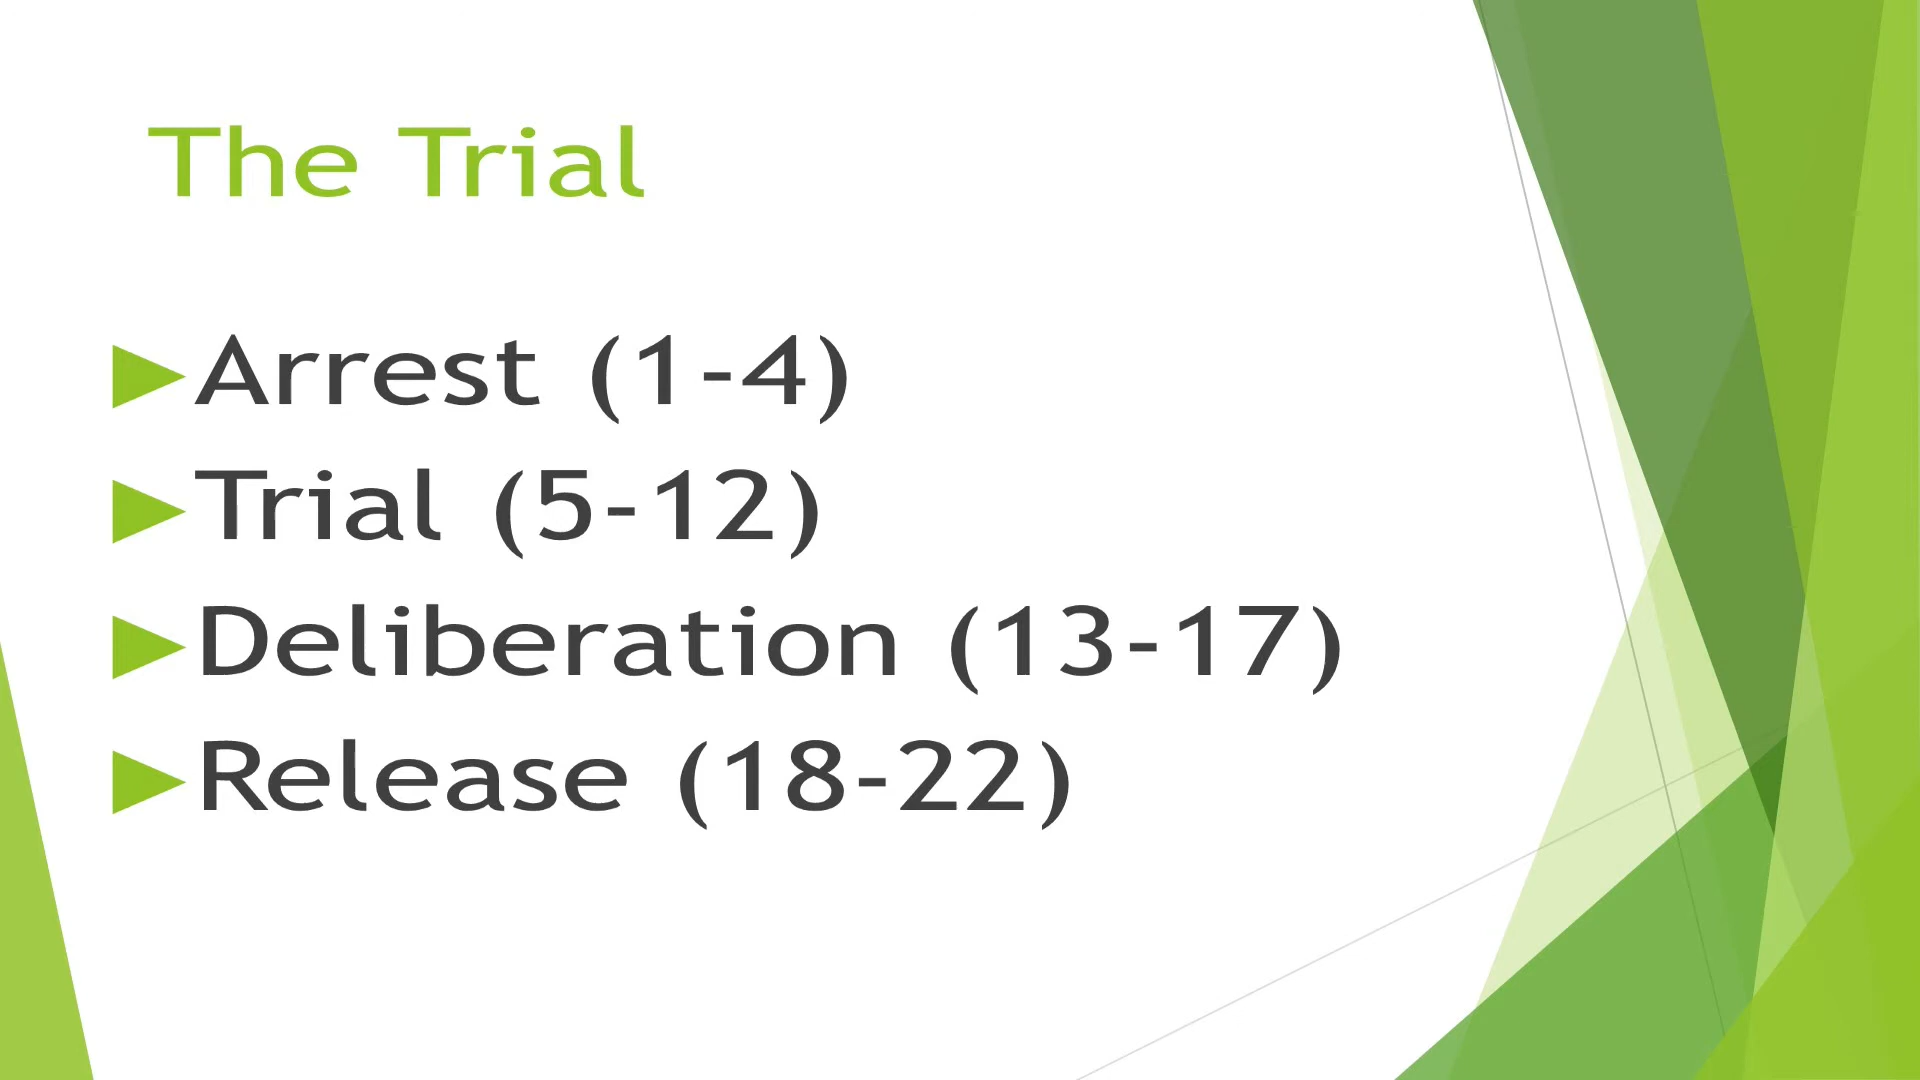 The Trial
Arrest (1-4)
Trial (5-12)
Deliberation (13-17)
Release (18-22)